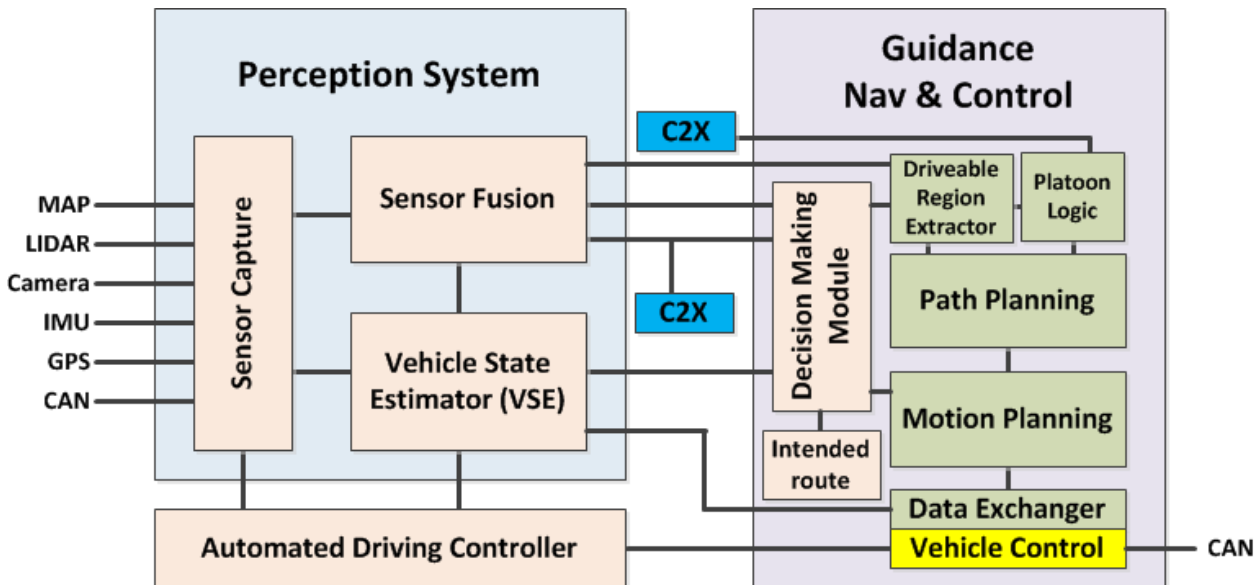 Perception System
Guidance
Nav & Control
C2X
MAP
LIDAR
Camera
IMU
GPS
CAN
Sensor Capture
Sensor Fusion
Vehicle State
Estimator (VSE)
C2X
Decision Making
Module
Driveable
Region
Extractor
Platoon
Logic
Path Planning
Motion Planning
Intended
route
Data Exchanger
Automated Driving Controller
Vehicle Control
CAN